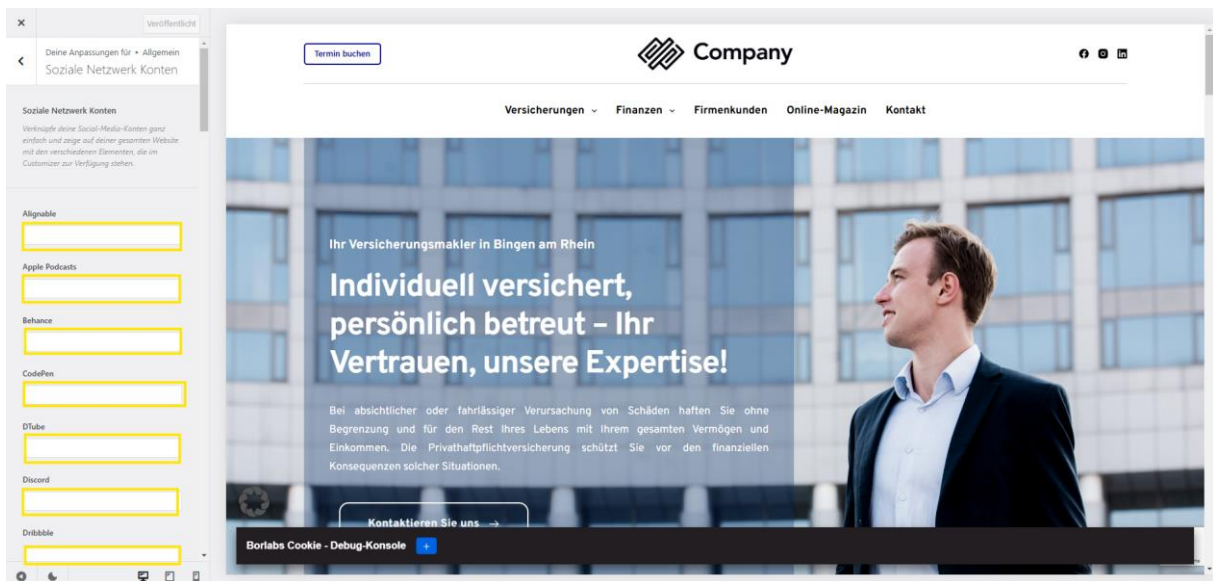 Veröffentlicht
Deine Anpassungen für • Allgemein
Soziale Netzwerk Konten
Soziale Netzwerk Konten
Verknüpfe deine Social-Media-Konten ganz
einfach und zeige auf deiner gesamten Website
mit den verschiedenen Elementen, die im
Customizer zur Verfügung stehen.
Alignable
Apple Podcasts
Behance
CodePen
DTube
Discord
Dribbble
Termin buchen
Company
Versicherungen
Finanzen
Firmenkunden
Online-Magazin
Kontakt
Ihr Versicherungsmakler in Bingen am Rhein
Individuell versichert,
persönlich betreut – Ihr
Vertrauen, unsere Expertise!
Bei absichtlicher oder fahrlässiger Verursachung von Schäden haften Sie ohne
Begrenzung und für den Rest Ihres Lebens mit Ihrem gesamten Vermögen und
Einkommen. Die Privathaftpflichtversicherung schützt Sie vor den finanziellen
Konsequenzen solcher Situationen.
Kontaktieren Sie uns →
Borlabs Cookie - Debug-Konsole +